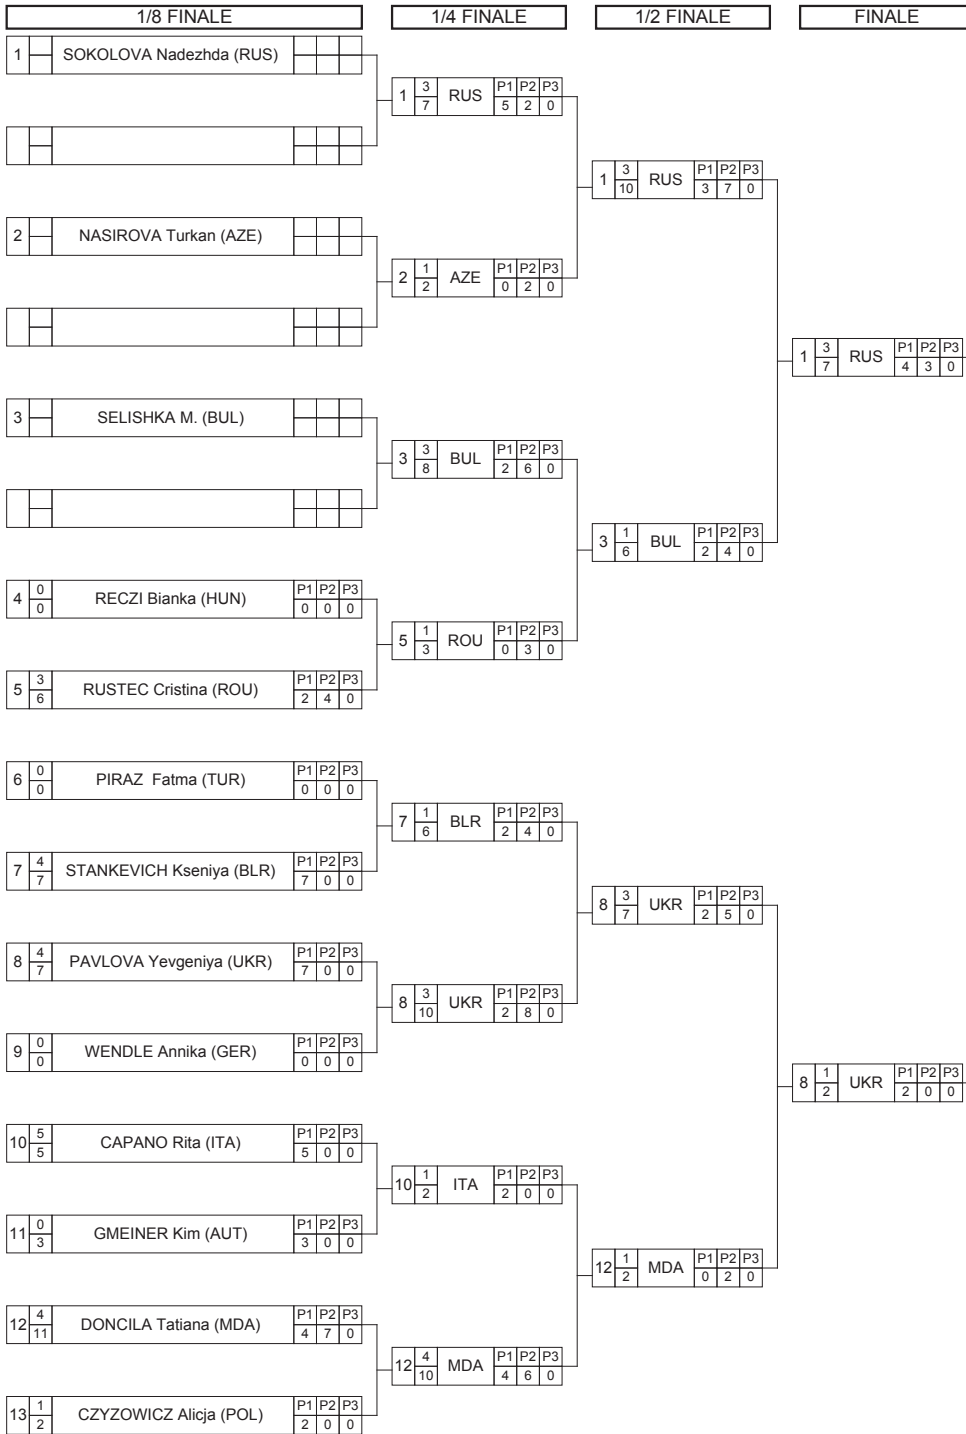 1/8 FINALE 1/4 FINALE 1/2 FINALE FINALE
1 SOKOLOVA Nadezhda (RUS)
1 3 7 RUS P1 P2 P3 5 2 0
1 3 10 RUS P1 P2 P3 3 7 0
2 NASIROVA Turkan (AZE)
2 1 2 AZE P1 P2 P3 0 2 0
1 3 7 RUS P1 P2 P3 4 3 0
3 SELISHKA M. (BUL)
3 3 8 BUL P1 P2 P3 2 6 0
3 1 6 BUL P1 P2 P3 2 4 0
4 0 0 RECZI Bianka (HUN) P1 P2 P3 0 0 0
5 1 3 ROU P1 P2 P3 0 3 0
5 3 6 RUSTEC Cristina (ROU) P1 P2 P3 2 4 0
6 0 0 PIRAZ Fatma (TUR) P1 P2 P3 0 0 0
7 1 6 BLR P1 P2 P3 2 4 0
7 4 7 STANKEVICH Kseniya (BLR) P1 P2 P3 7 0 0
8 3 7 UKR P1 P2 P3 2 5 0
8 4 7 PAVLOVA Yevgeniya (UKR) P1 P2 P3 7 0 0
8 3 10 UKR P1 P2 P3 2 8 0
9 0 0 WENDLE Annika (GER) P1 P2 P3 0 0 0
8 1 2 UKR P1 P2 P3 2 0 0
10 5 5 CAPANO Rita (ITA) P1 P2 P3 5 0 0
10 1 2 ITA P1 P2 P3 2 0 0
11 0 3 GMEINER Kim (AUT) P1 P2 P3 3 0 0
12 1 2 MDA P1 P2 P3 0 2 0
12 4 11 DONCILA Tatiana (MDA) P1 P2 P3 4 7 0
12 4 10 MDA P1 P2 P3 4 6 0
13 1 2 CZYZOWICZ Alicja (POL) P1 P2 P3 2 0 0